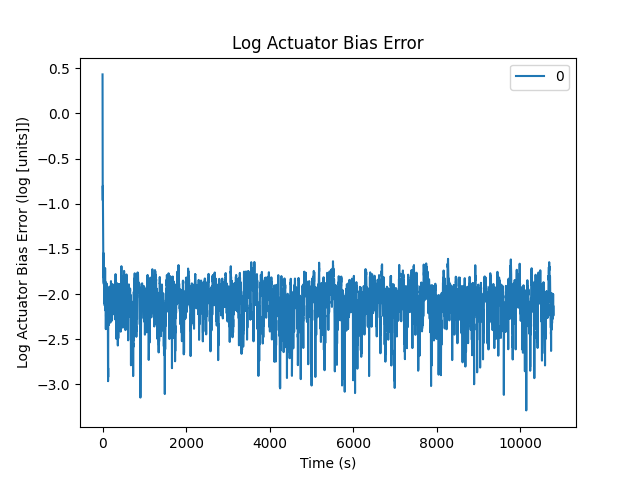 Log Actuator Bias Error
0
0.5
0.0
−0.5
−1.0
−1.5
−2.0
−2.5
−3.0
Log Actuator Bias Error (log [units]])
0 2000 4000 6000 8000 10000
Time (s)